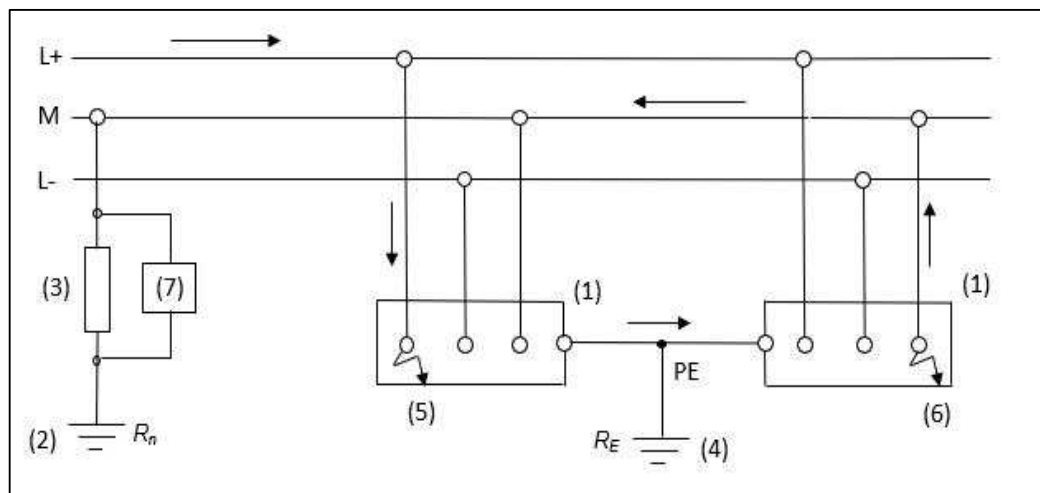 L+
M
L-
(3)
(7)
(1)
(1)
PE
(5)
(6)
(2)
Rn
RE
(4)